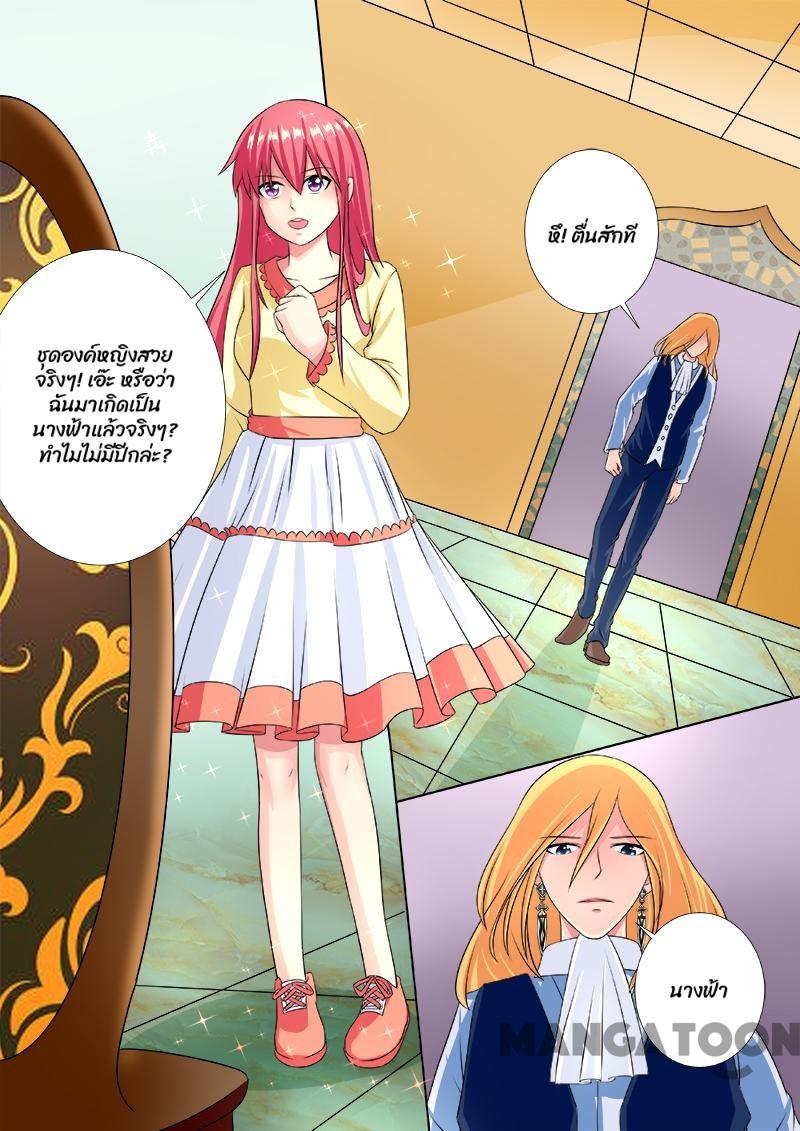 ชุดองค์หญิงสวย
จริงๆ! เอ๊ะ หรือว่า
ฉันมาเกิดเป็น
นางฟ้าแล้วจริงๆ?
ทำไมไม่มีปีกล่ะ?
หึ! ตื่นสักที
นางฟ้า
MANGATOON